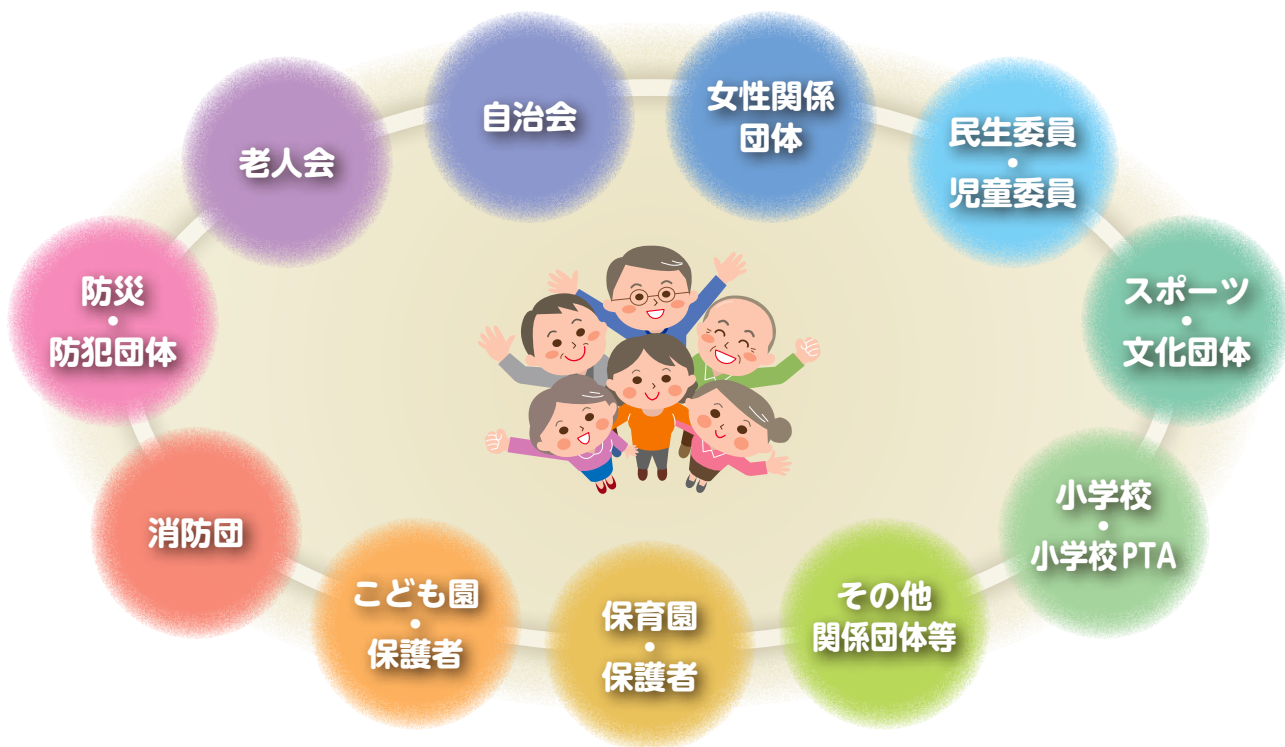 自治会
女性関係
団体
民生委員
・
児童委員
スポーツ
・
文化団体
小学校
・
小学校PTA
その他
関係団体等
保育園
・
保護者
こども園
・
保護者
消防団
防災
・
防犯団体
老人会